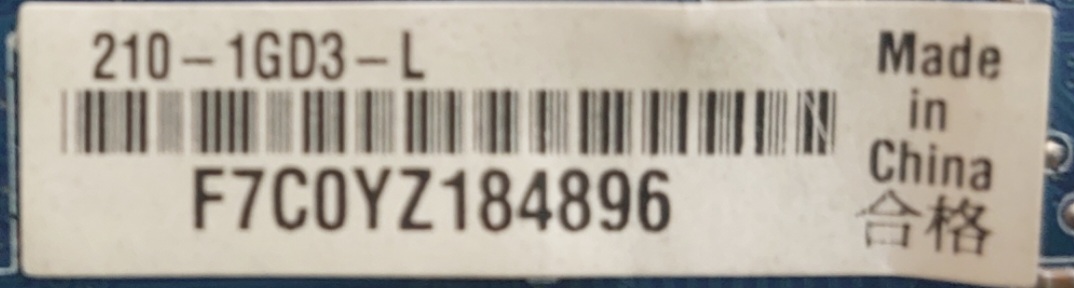 210-1GD3-L
F7C0YZ184896
Made
in
China
合格